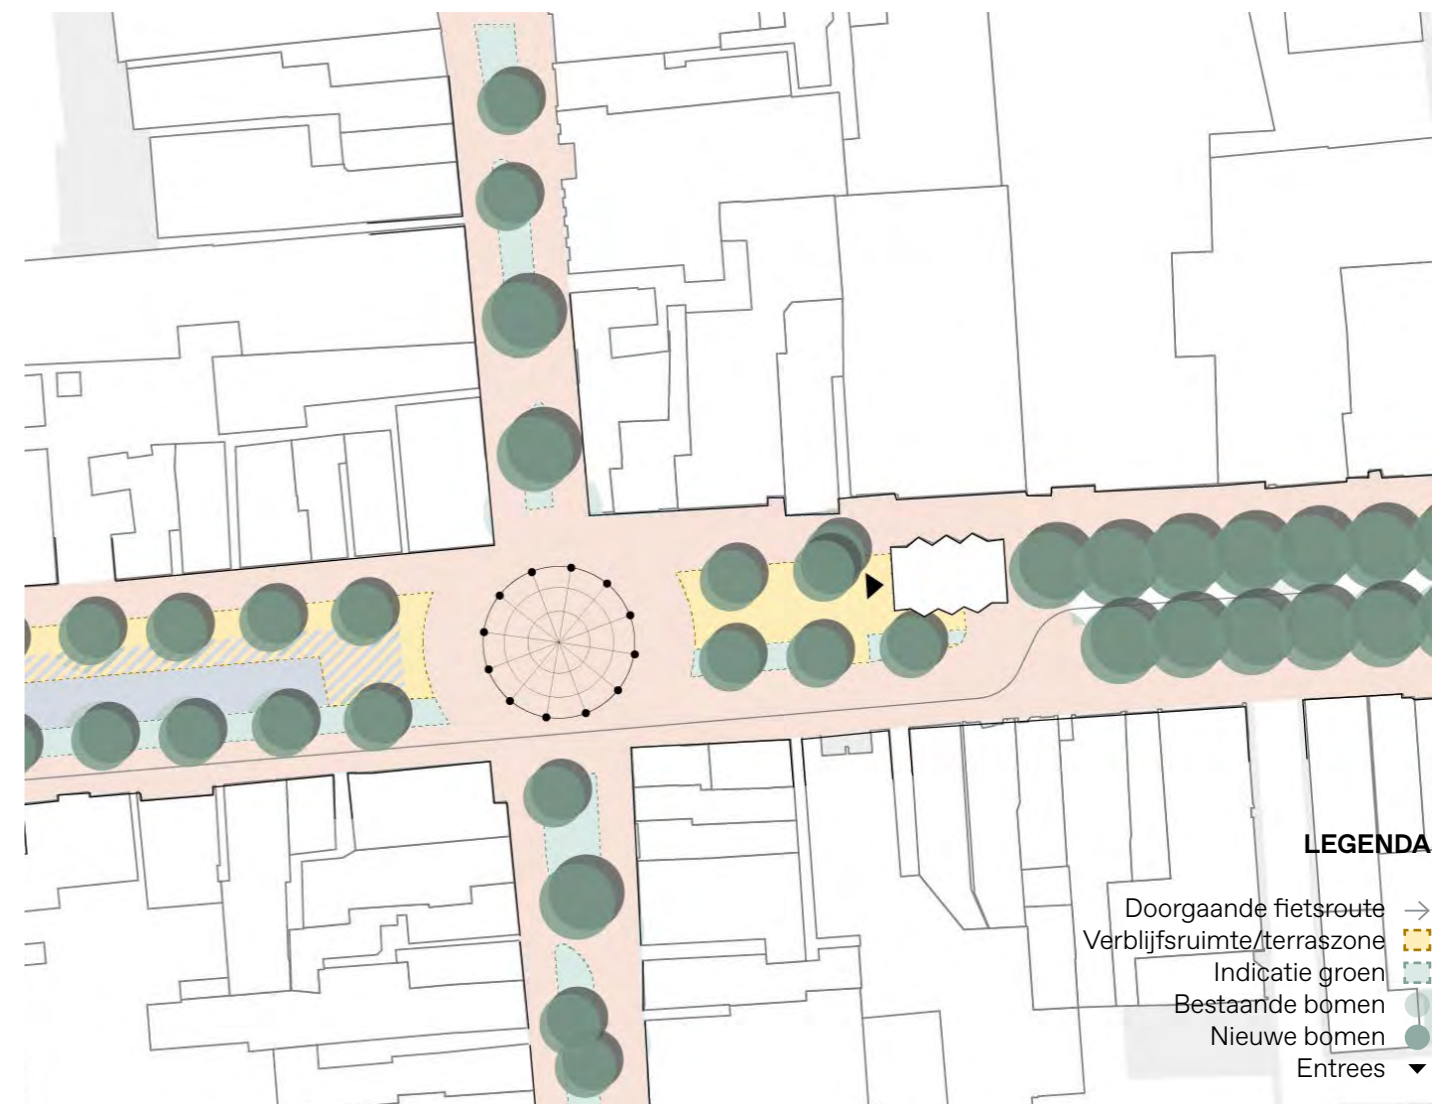 LEGENDA
Doorgaande fietsroute
Verblijfsruimte/terraszone
Indicatie groen
Bestaande bomen
Nieuwe bomen
Entrees